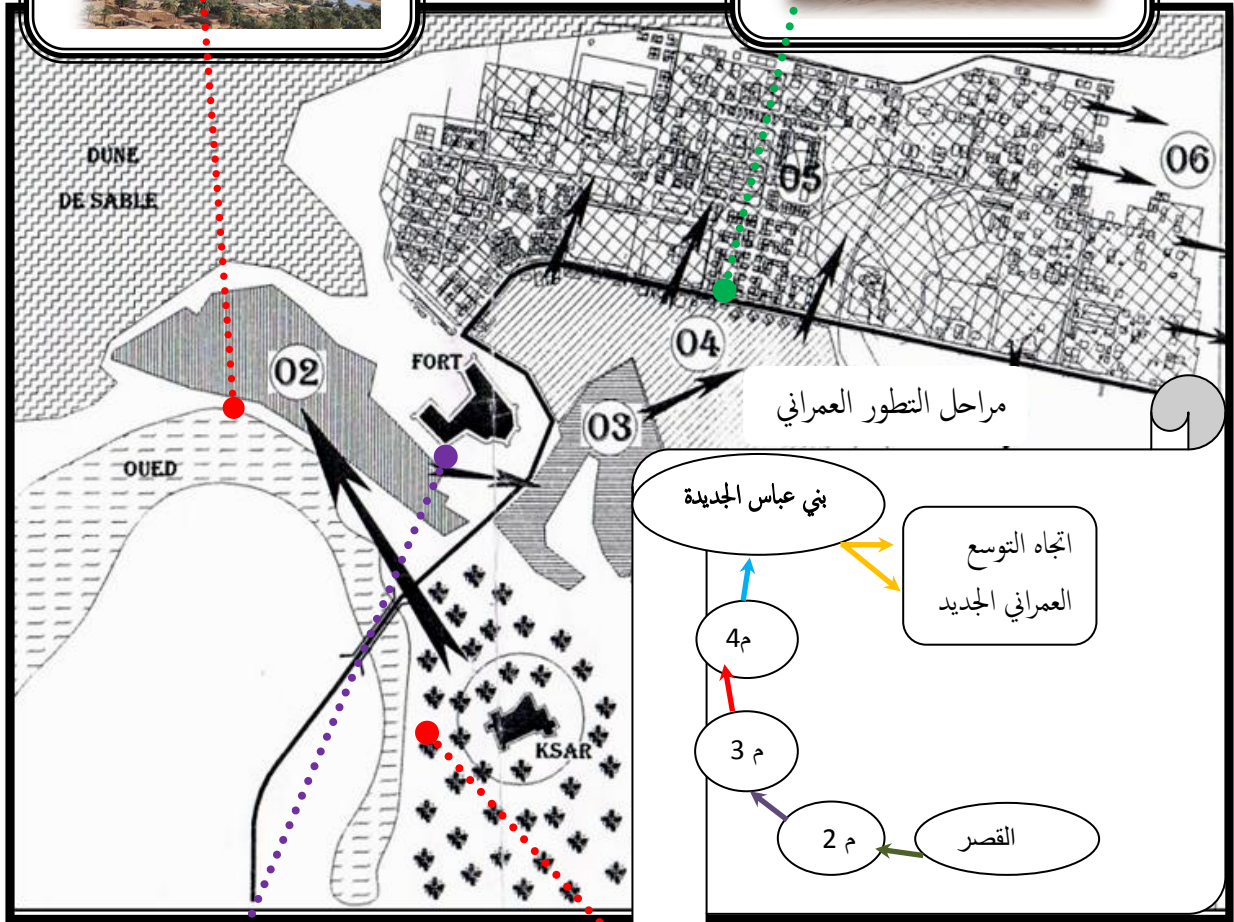 DUNE
DE SABLE
06
05
04
02
FORT
03
مراحل التطور العمراني
OUED
بني عباس الجديدة
اتجاه التوسع
العمراني الجديد
م4
م 3
KSAR
م 2
القصر